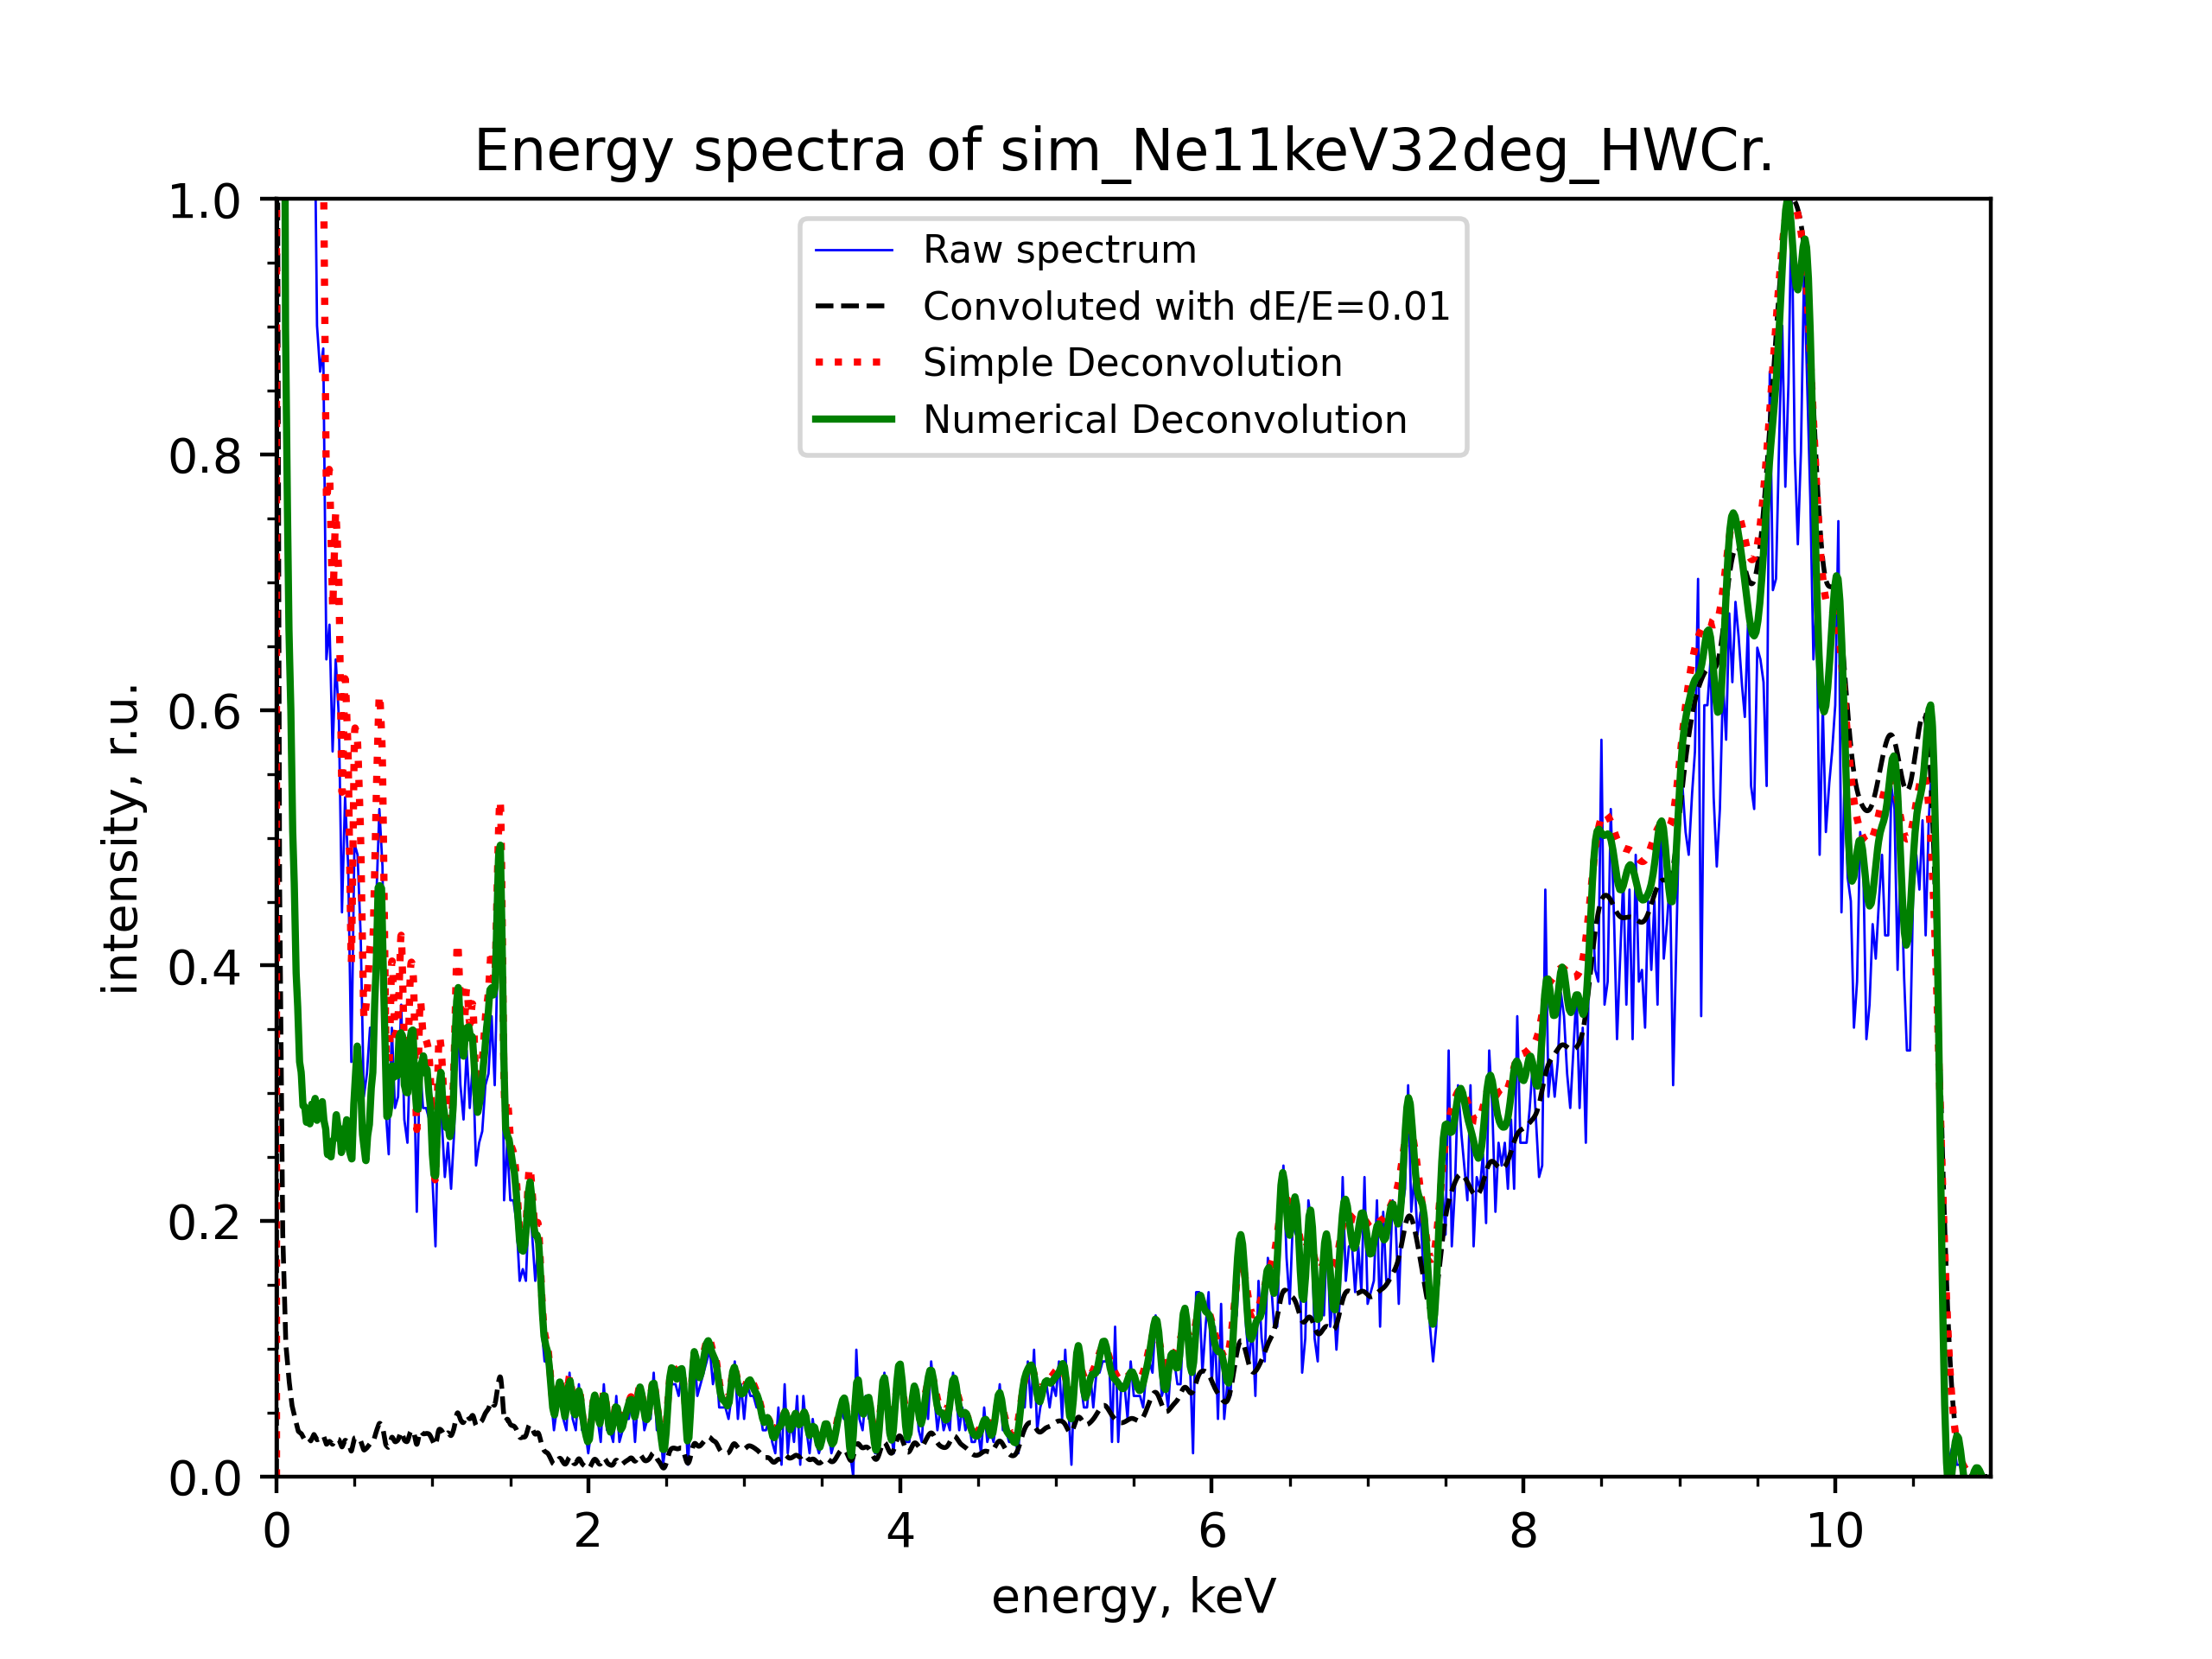 Energy spectra of sim_Ne11keV32deg_HWCr.
1.0
0.8
0.6
0.4
0.2
0.0
intensity, r.u.
Raw spectrum
Convoluted with dE/E=0.01
Simple Deconvolution
Numerical Deconvolution
0 2 4 6 8 10
energy, keV